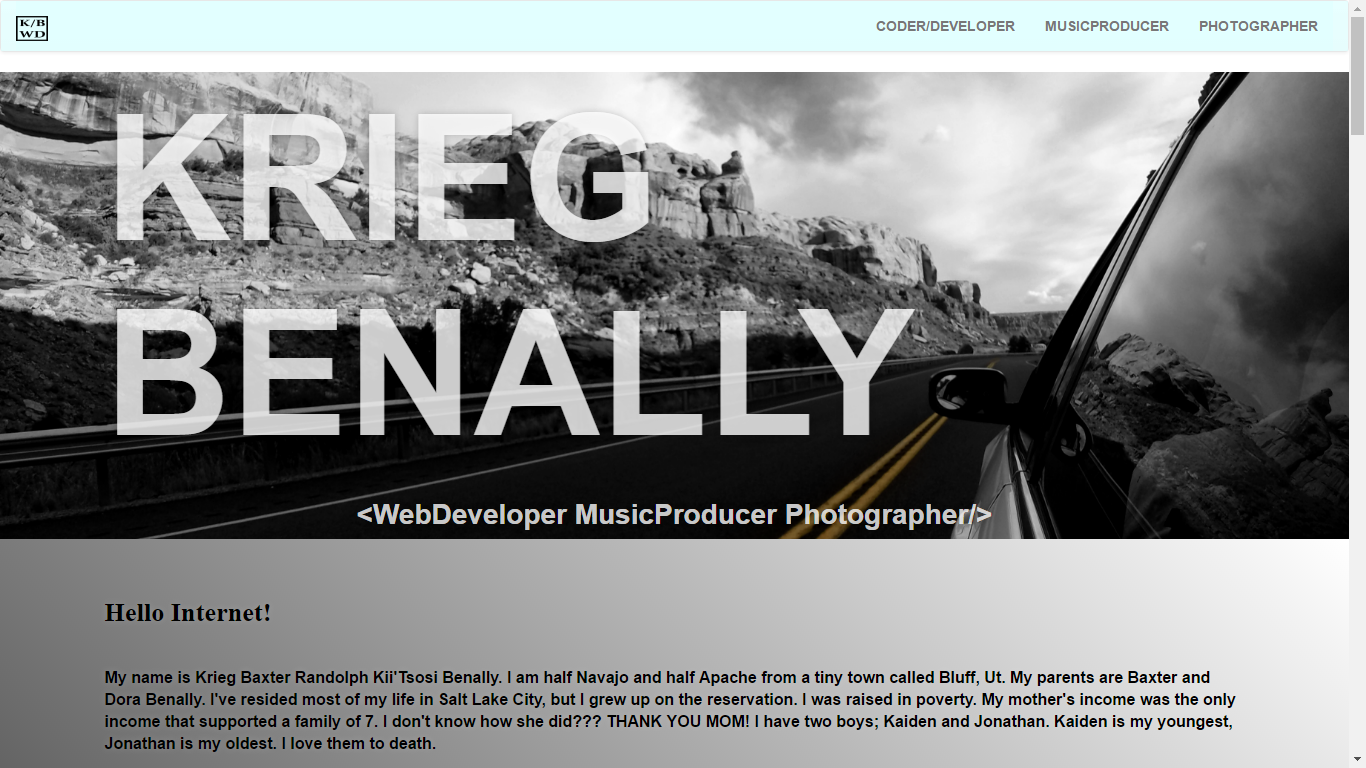 K/B
WD
CODER/DEVELOPER MUSICPRODUCER PHOTOGRAPHER
KRIEG
BENALLY
<WebDeveloper MusicProducer Photographer/>
Hello Internet!
My name is Krieg Baxter Randolph Kii'Tsosi Benally. I am half Navajo and half Apache from a tiny town called Bluff, Ut. My parents are Baxter and
Dora Benally. I've resided most of my life in Salt Lake City, but I grew up on the reservation. I was raised in poverty. My mother's income was the only
income that supported a family of 7. I don't know how she did??? THANK YOU MOM! I have two boys; Kaiden and Jonathan. Kaiden is my youngest,
Jonathan is my oldest. I love them to death.